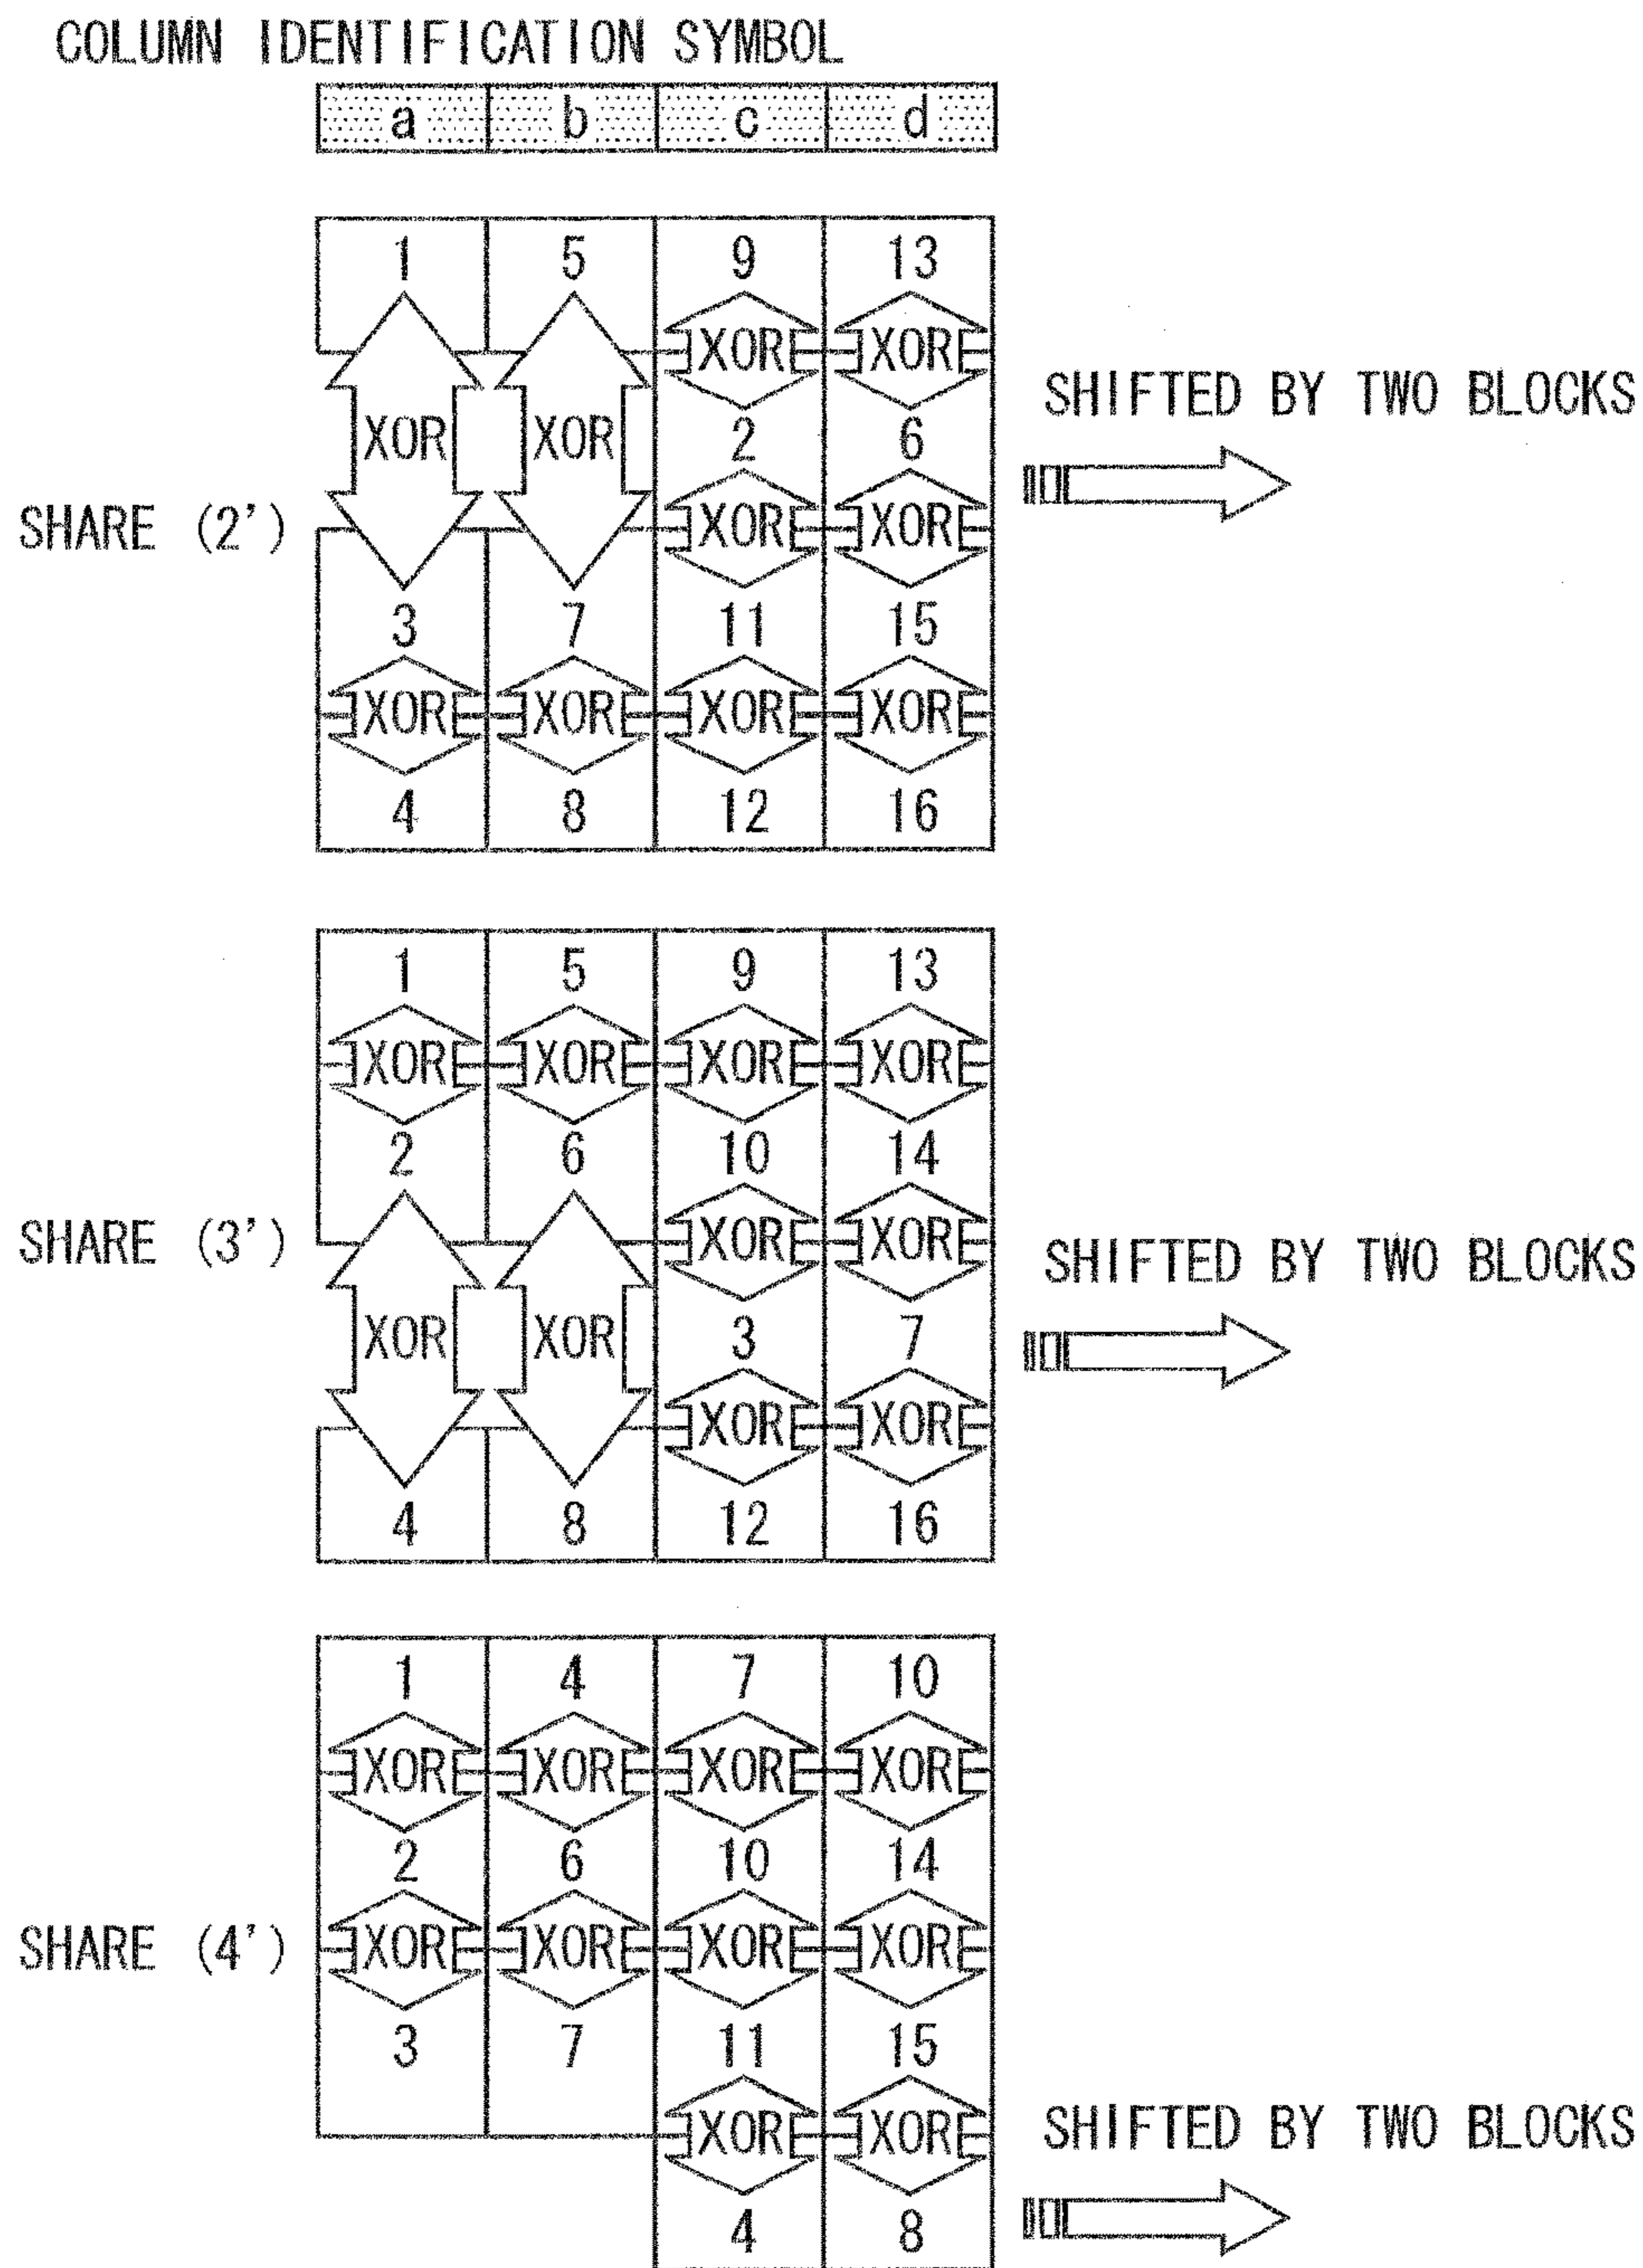 COLUMN IDENTIFICATION SYMBOL
a b c d
1 5 9 13
XOR XOR
SHIFTED BY TWO BLOCKS
XOR XOR
2 6
SHARE (2')
XOR XOR
3 7 11 15
XOR XOR XOR XOR
4 8 12 16
1 5 9 13
XOR XOR XOR XOR
2 6 10 14
SHARE (3')
XOR XOR
SHIFTED BY TWO BLOCKS
XOR XOR 3 7
XOR XOR
4 8 12 16
1 4 7 10
XOR XOR XOR XOR
2 6 10 14
SHARE (4') XOR XOR XOR XOR
3 7 11 15
XOR XOR SHIFTED BY TWO BLOCKS
4 8